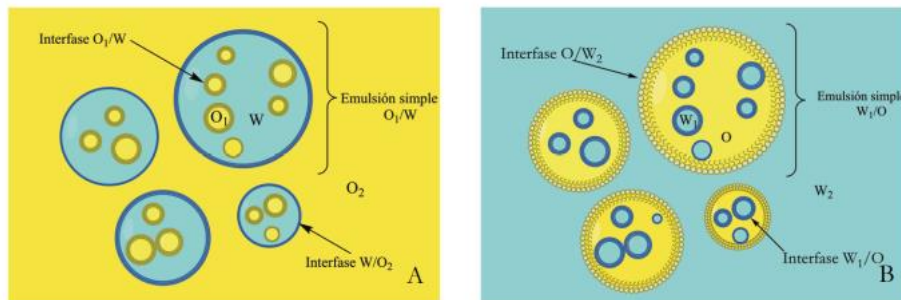 Interfase O₁/W
O₁
W
Emulsión simple
O₁/W
O₂
Interfase W/O₂
A
Interfase O/W₂
W₁
O
Emulsión simple
W₁/O
W₂
Interfase W₁/O
B